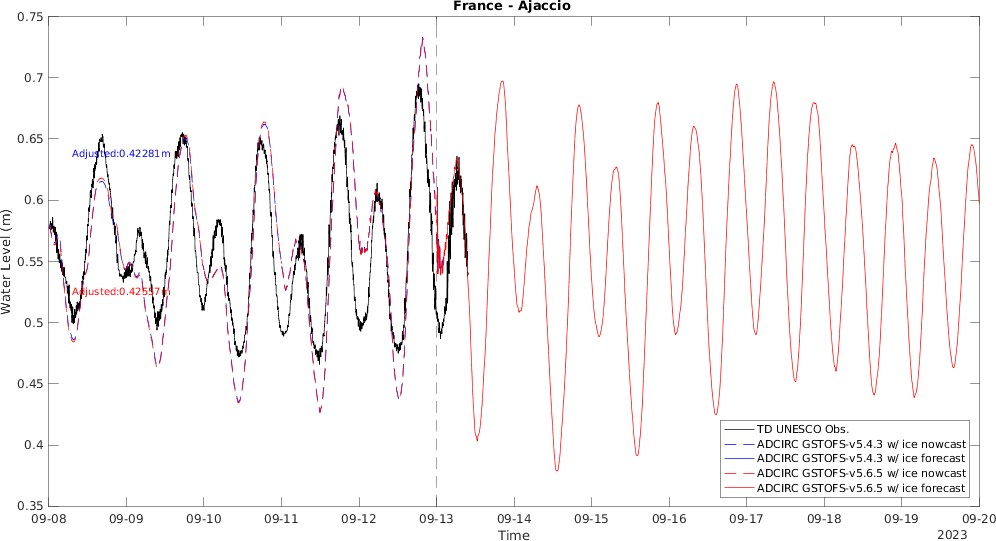 France - Ajaccio
0.75
0.7
0.65
0.6
0.55
0.5
0.45
0.4
0.35
Water Level (m)
Adjusted:0.42281m
Adjusted:0.42557m
TD UNESCO Obs.
ADCIRC GSTOFS-v5.4.3 w/ ice nowcast
ADCIRC GSTOFS-v5.4.3 w/ ice forecast
ADCIRC GSTOFS-v5.6.5 w/ ice nowcast
ADCIRC GSTOFS-v5.6.5 w/ ice forecast
09-08 09-09 09-10 09-11 09-12 09-13 09-14 09-15 09-16 09-17 09-18 09-19 09-20
Time
2023